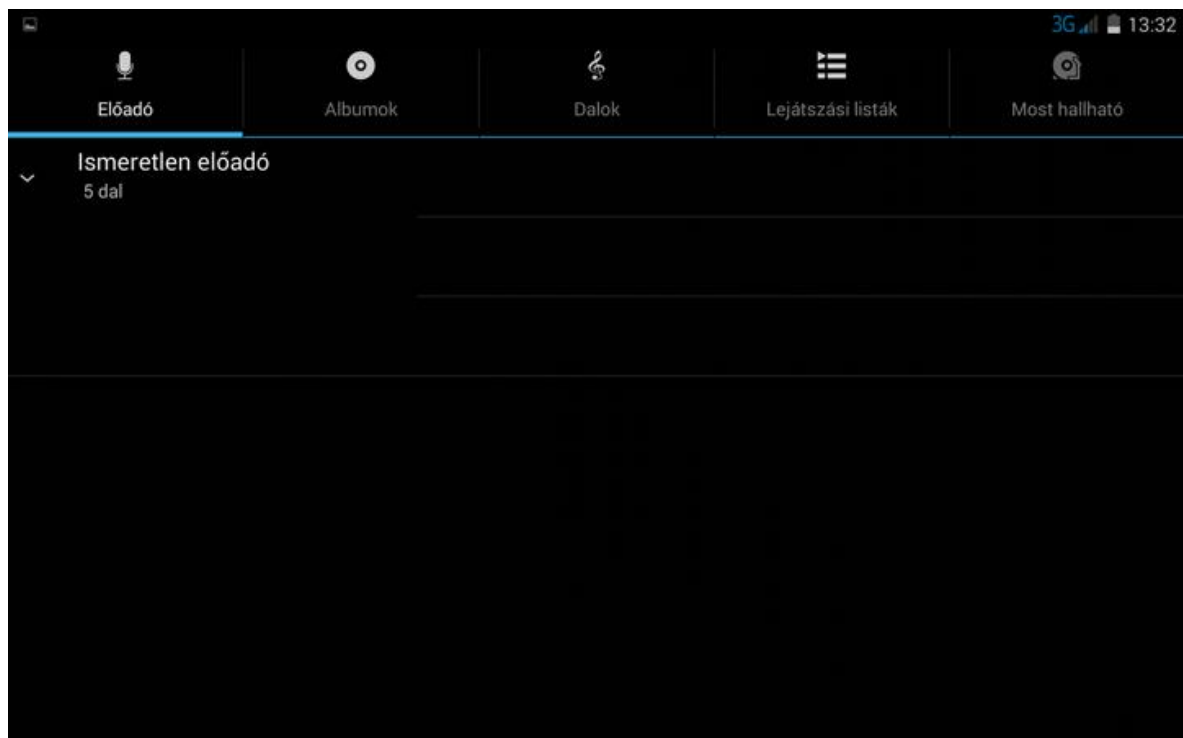 3G 13:32
Előadó Albumok Dalok Lejátszási listák Most hallható
Ismeretlen előadó
5 dal